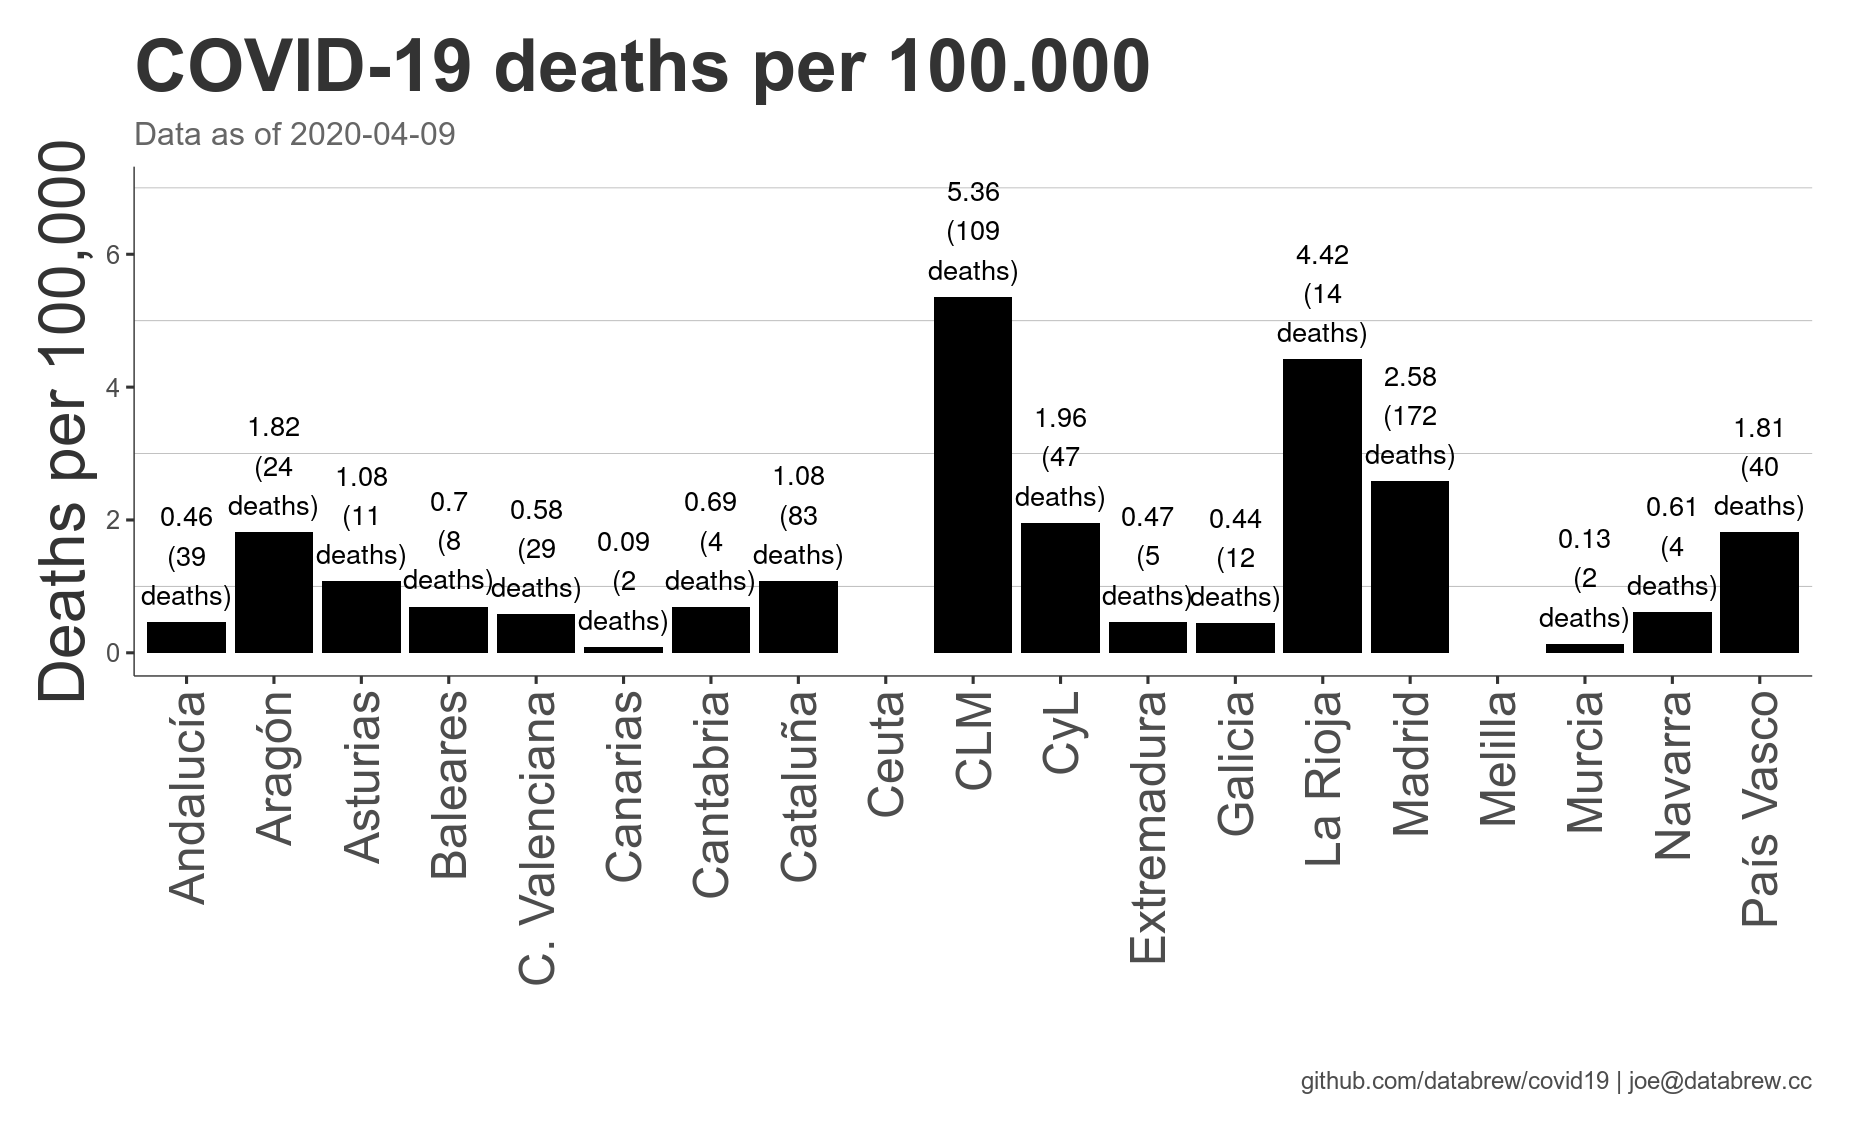 COVID-19 deaths per 100.000
Data as of 2020-04-09
Deaths per 100,000
6
4
2
0
0.46
(39
deaths)
1.82
(24
deaths)
1.08
(11
deaths)
0.7
(8
deaths)
0.58
(29
deaths)
0.09
(2
deaths)
0.69
(4
deaths)
1.08
(83
deaths)
5.36
(109
deaths)
1.96
(47
deaths)
0.47
(5
deaths)
0.44
(12
deaths)
4.42
(14
deaths)
2.58
(172
deaths)
0.13
(2
deaths)
0.61
(4
deaths)
1.81
(40
deaths)
Andalucía
Aragón
Asturias
Baleares
C. Valenciana
Canarias
Cantabria
Cataluña
Ceuta
CLM
CyL
Extremadura
Galicia
La Rioja
Madrid
Melilla
Murcia
Navarra
País Vasco
github.com/databrew/covid19 | joe@databrew.cc